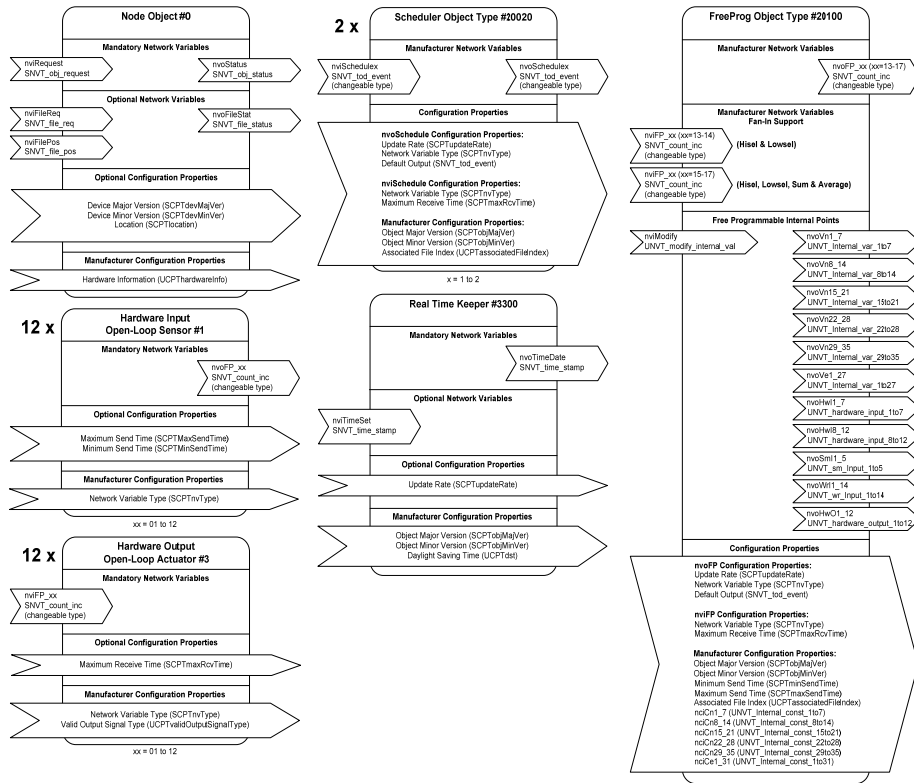 Node Object #0
Mandatory Network Variables
nviRequest
SNVT_obj_request
nvoStatus
SNVT_obj_status
Optional Network Variables
nviFileReq
SNVT_file_req
nvoFileStat
SNVT_file_status
nviFilePos
SNVT_file_pos
Optional Configuration Properties
Device Major Version (SCPTdevMajVer)
Device Minor Version (SCPTdevMinVer)
Location (SCPTlocation)
Manufacturer Configuration Properties
Hardware Information (UCPThardwareInfo)
12 x
Hardware Input
Open-Loop Sensor #1
Mandatory Network Variables
nvoFP_xx
SNVT_count_inc
(changeable type)
Optional Configuration Properties
Maximum Send Time (SCPTMaxSendTime)
Minimum Send Time (SCPTMinSendTime)
Manufacturer Configuration Properties
Network Variable Type (SCPTnvType)
xx = 01 to 12
12 x
Hardware Output
Open-Loop Actuator #3
Mandatory Network Variables
nviFP_xx
SNVT_count_inc
(changeable type)
Optional Configuration Properties
Maximum Receive Time (SCPTmaxRcvTime)
Manufacturer Configuration Properties
Network Variable Type (SCPTnvType)
Valid Output Signal Type (UCPTvalidOutputSignalType)
xx = 01 to 12
2 x
Scheduler Object Type #20020
Manufacturer Network Variables
nviSchedulex
SNVT_tod_event
(changeable type)
nvoSchedulex
SNVT_tod_event
(changeable type)
Configuration Properties
nvoSchedule Configuration Properties:
Update Rate (SCPTupdateRate)
Network Variable Type (SCPTnvType)
Default Output (SNVT_tod_event)
nviSchedule Configuration Properties:
Network Variable Type (SCPTnvType)
Maximum Receive Time (SCPTmaxRcvTime)
Manufacturer Configuration Properties:
Object Major Version (SCPTobjMajVer)
Object Minor Version (SCPTobjMinVer)
Associated File Index (UCPTassociatedFileIndex)
x = 1 to 2
Real Time Keeper #3300
Mandatory Network Variables
nvoTimeDate
SNVT_time_stamp
Optional Network Variables
nviTimeSet
SNVT_time_stamp
Optional Configuration Properties
Update Rate (SCPTupdateRate)
Manufacturer Configuration Properties
Object Major Version (SCPTobjMajVer)
Object Minor Version (SCPTobjMinVer)
Daylight Saving Time (UCPTdst)
FreeProg Object Type #20100
Manufacturer Network Variables
nvoFP_xx (xx=13-17)
SNVT_count_inc
(changeable type)
Manufacturer Network Variables
Fan-In Support
nviFP_xx (xx=13-14)
SNVT_count_inc
(changeable type)
(Hisel & Lowsel)
nviFP_xx (xx=15-17)
SNVT_count_inc
(changeable type)
(Hisel, Lowsel, Sum & Average)
Free Programmable Internal Points
nviModify
UNVT_modify_internal_val
nvoVn1_7
UNVT_Internal_var_1to7
nvoVn8_14
UNVT_Internal_var_8to14
nvoVn15_21
UNVT_Internal_var_15to21
nvoVn22_28
UNVT_Internal_var_22to28
nvoVn29_35
UNVT_Internal_var_29to35
nvoVe1_27
UNVT_Internal_var_1to27
nvoHwI1_7
UNVT_hardware_input_1to7
nvoHwI8_12
UNVT_hardware_input_8to12
nvoSmI1_5
UNVT_sm_Input_1to5
nvoWrI1_14
UNVT_wr_Input_1to14
nvoHwO1_12
UNVT_hardware_output_1to12
Configuration Properties
nvoFP Configuration Properties:
Update Rate (SCPTupdateRate)
Network Variable Type (SCPTnvType)
Default Output (SNVT_tod_event)
nviFP Configuration Properties:
Network Variable Type (SCPTnvType)
Maximum Receive Time (SCPTmaxRcvTime)
Manufacturer Configuration Properties:
Object Major Version (SCPTobjMajVer)
Object Minor Version (SCPTobjMinVer)
Minimum Send Time (SCPTminSendTime)
Maximum Send Time (SCPTmaxSendTime)
Associated File Index (UCPTassociatedFileIndex)
nciCn1_7 (UNVT_Internal_const_1to7)
nciCn8_14 (UNVT_Internal_const_8to14)
nciCn15_21 (UNVT_Internal_const_15to21)
nciCn22_28 (UNVT_Internal_const_22to28)
nciCn29_35 (UNVT_Internal_const_29to35)
nciCe1_31 (UNVT_Internal_const_1to31)